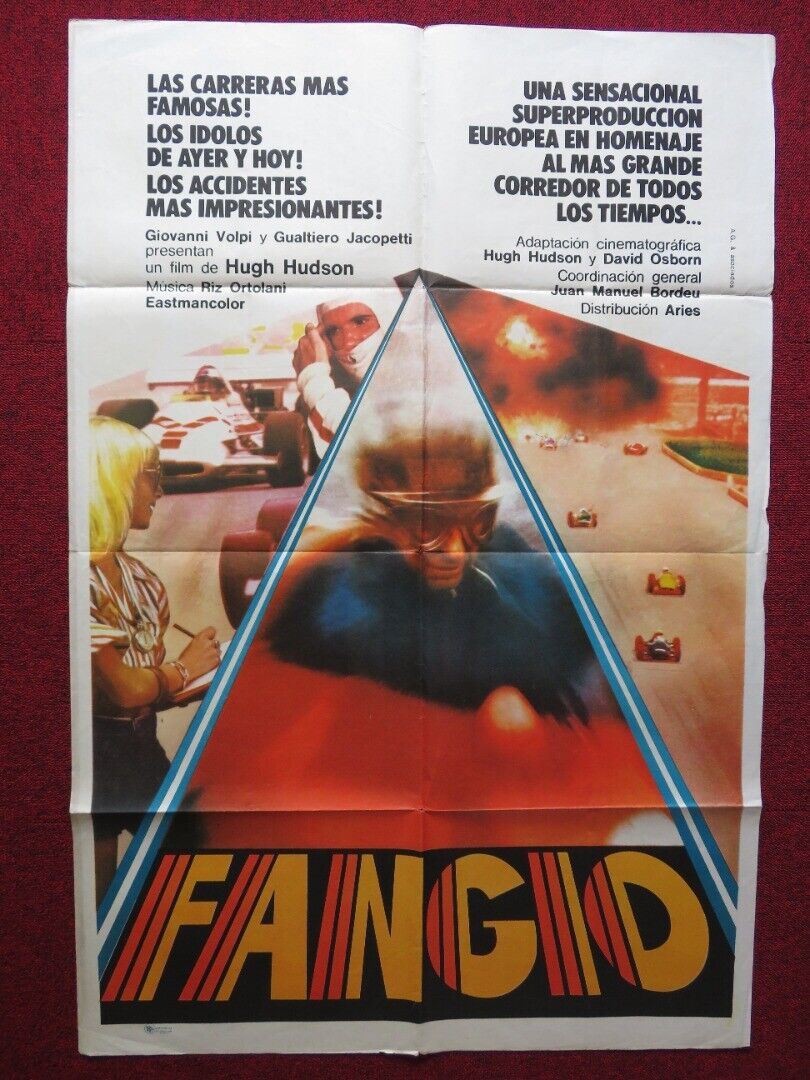 LAS CARRERAS MAS
FAMOSAS!
LOS IDOLOS
DE AYER Y HOY!
LOS ACCIDENTES
MAS IMPRESIONANTES!
Giovanni Volpi y Gualtiero Jacopetti
presentan
un film de Hugh Hudson
Música Riz Ortolani
Eastmancolor
UNA SENSACIONAL
SUPERPRODUCCION
EUROPEA EN HOMENAJE
AL MAS GRANDE
CORREDOR DE TODOS
LOS TIEMPOS...
Adaptación cinematográfica
Hugh Hudson y David Osborn
Coordinación general
Juan Manuel Bordeu
Distribución Aries
A.G. & asociados
FANGIO